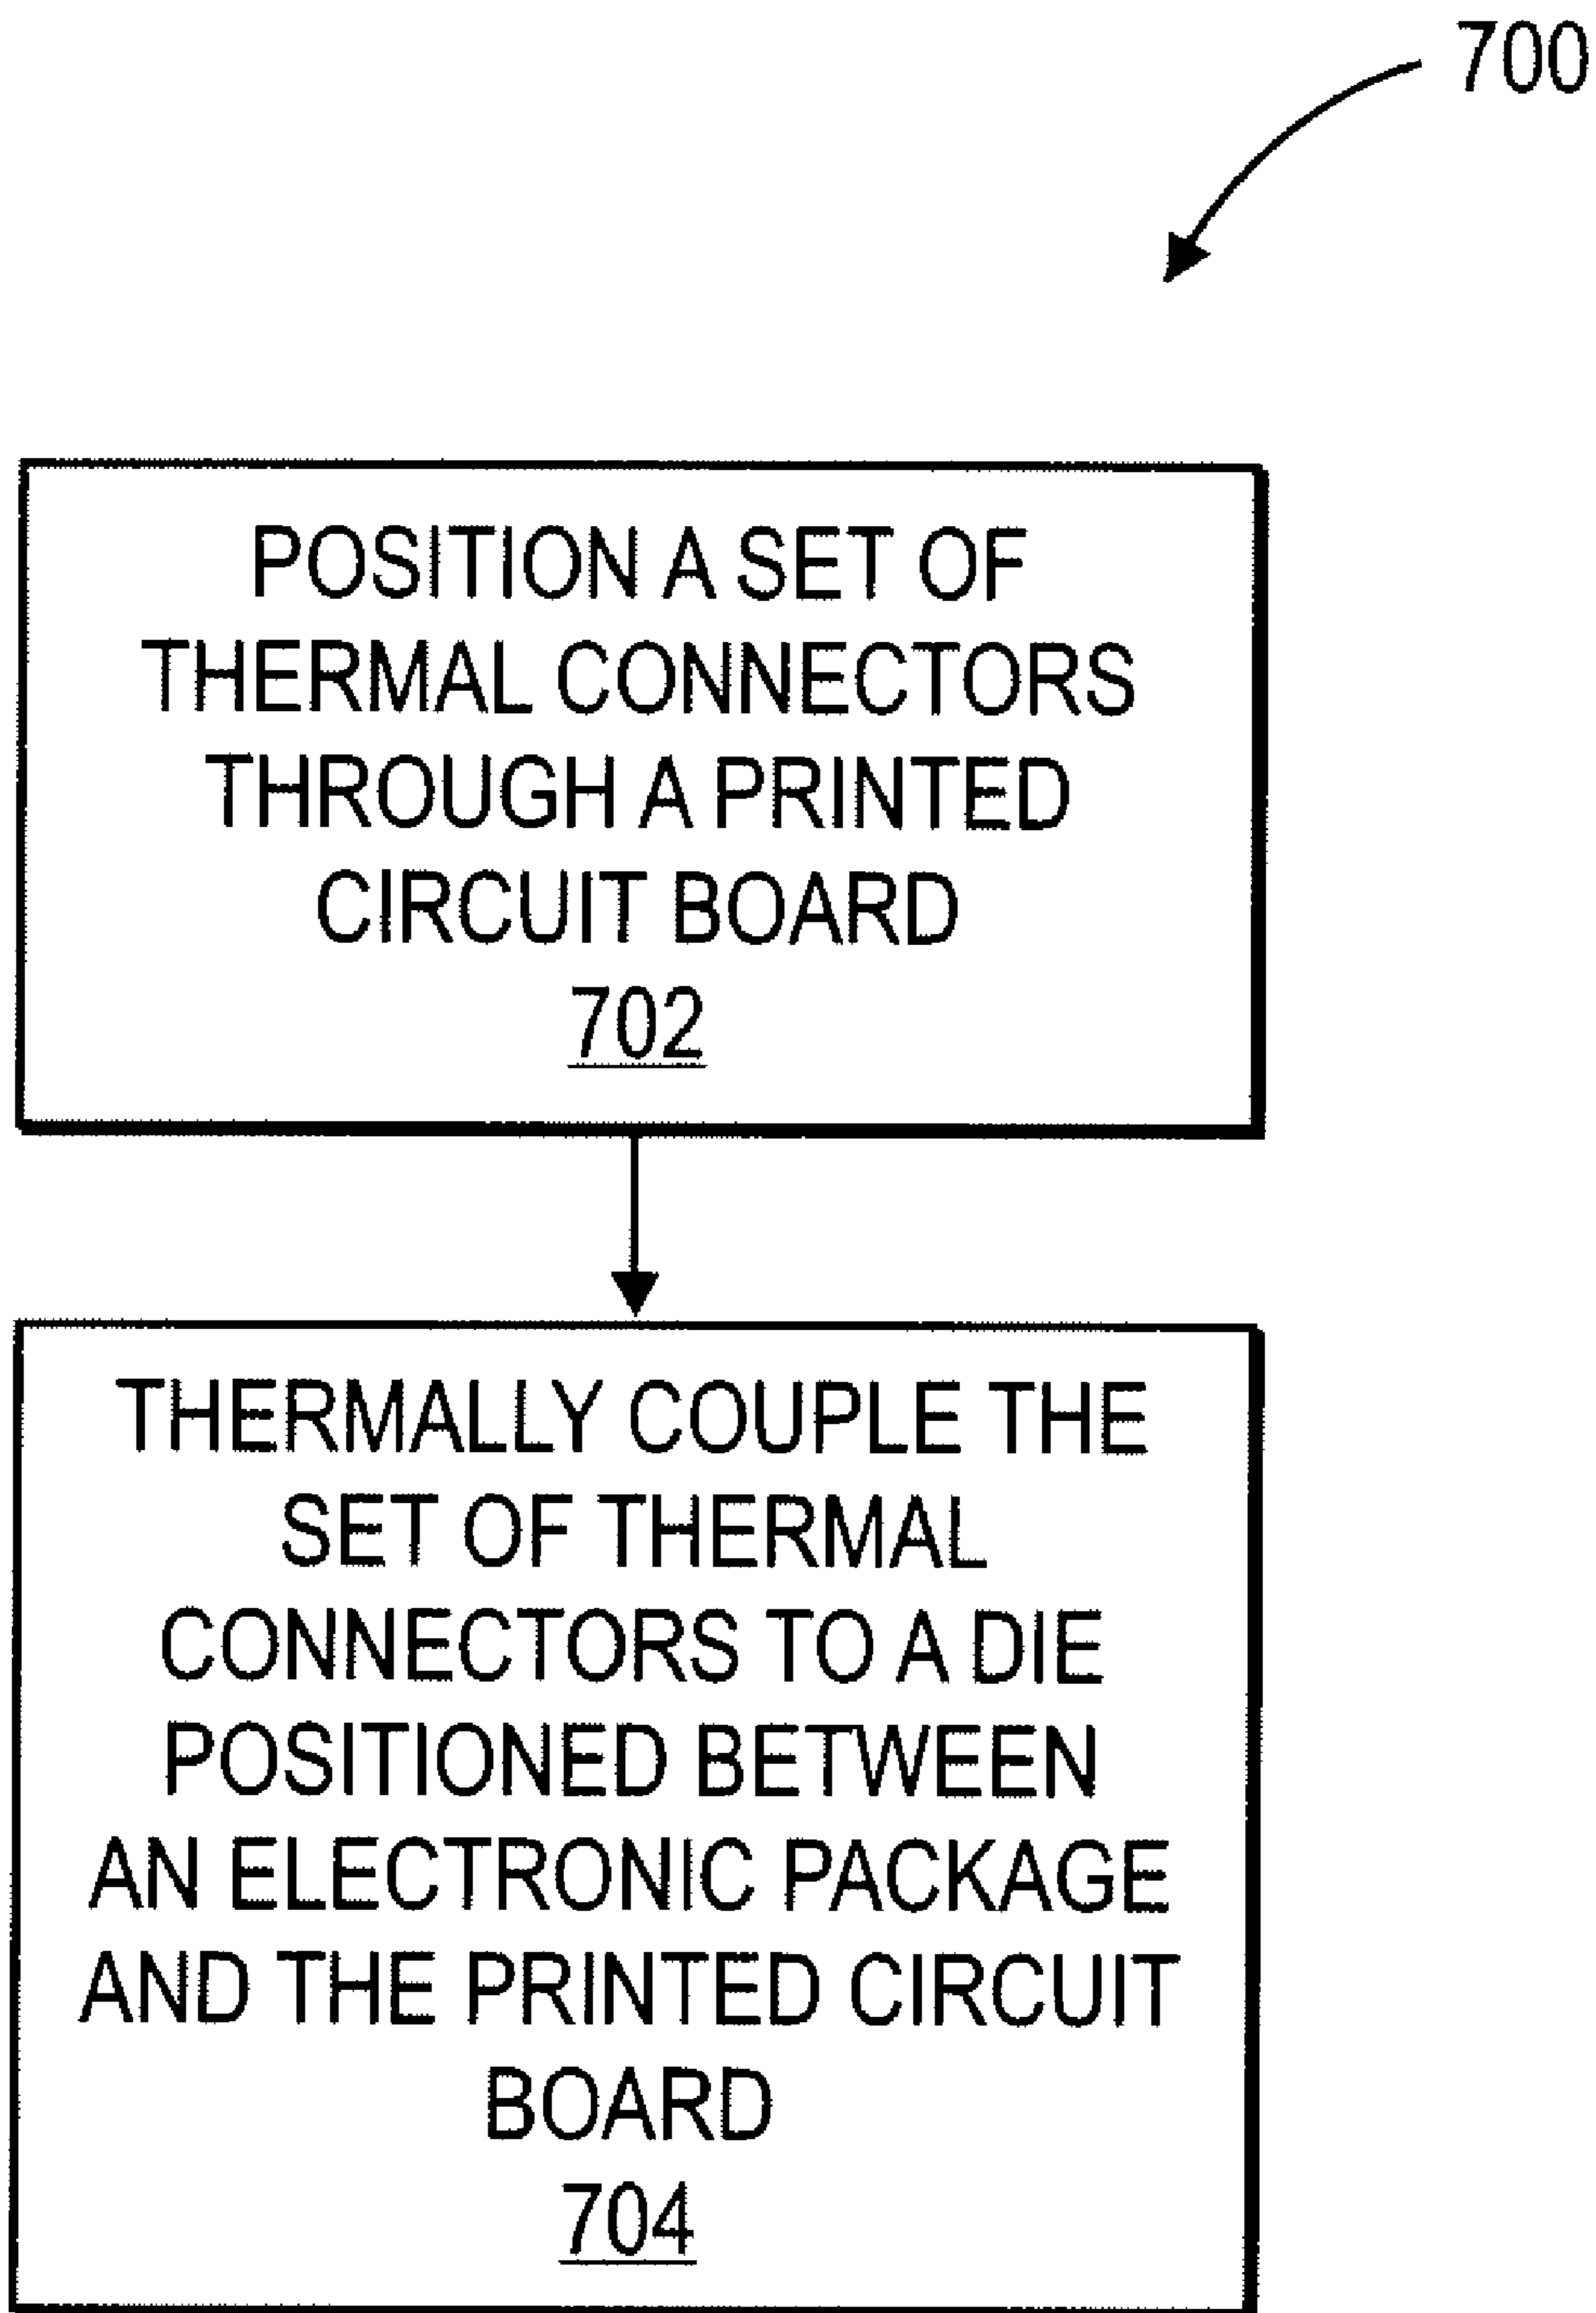 700
POSITION A SET OF
THERMAL CONNECTORS
THROUGH A PRINTED
CIRCUIT BOARD
702
THERMALLY COUPLE THE
SET OF THERMAL
CONNECTORS TO A DIE
POSITIONED BETWEEN
AN ELECTRONIC PACKAGE
AND THE PRINTED CIRCUIT
BOARD
704